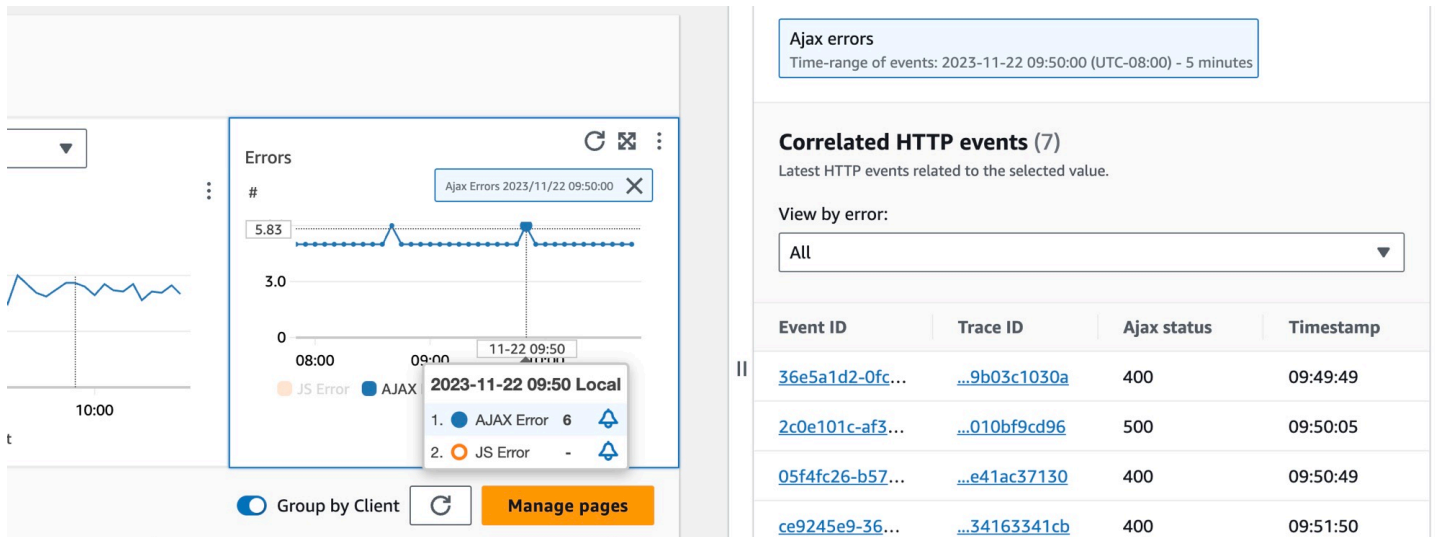 10:00
t
Errors
#
Ajax Errors 2023/11/22 09:50:00
5.83
3.0
0
08:00
09:00
11-22 09:50
JS Error
AJAX
2023-11-22 09:50 Local
1. AJAX Error 6
2. JS Error -
Group by Client
Manage pages
Ajax errors
Time-range of events: 2023-11-22 09:50:00 (UTC-08:00) - 5 minutes
Correlated HTTP events (7)
Latest HTTP events related to the selected value.
View by error:
All
Event ID Trace ID Ajax status Timestamp
36e5a1d2-0fc... ...9b03c1030a 400 09:49:49
2c0e101c-af3... ...010bf9cd96 500 09:50:05
05f4fc26-b57... ...e41ac37130 400 09:50:49
ce9245e9-36... ...34163341cb 400 09:51:50